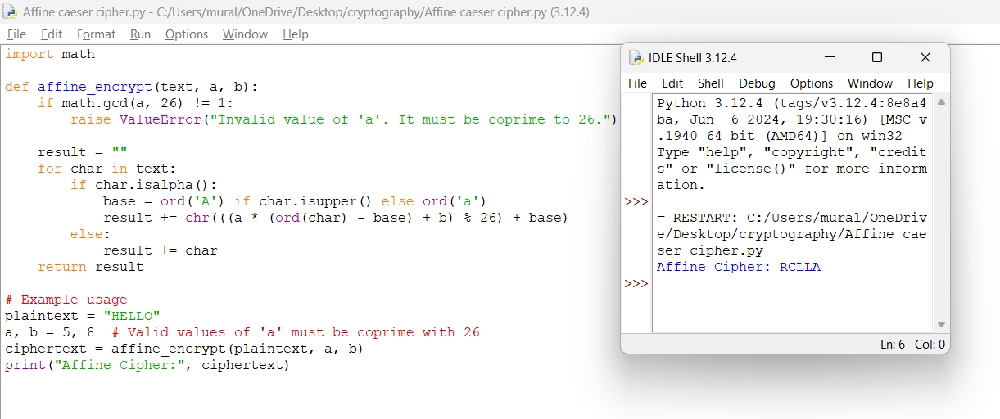 Affine caeser cipher.py - C:/Users/mural/OneDrive/Desktop/cryptography/Affine caeser cipher.py (3.12.4)
File Edit Format Run Options Window Help
import math
def affine_encrypt(text, a, b):
    if math.gcd(a, 26) != 1:
        raise ValueError("Invalid value of 'a'. It must be coprime to 26.")
    result = ""
    for char in text:
        if char.isalpha():
            base = ord('A') if char.isupper() else ord('a')
            result += chr(((a * (ord(char) - base) + b) % 26) + base)
        else:
            result += char
    return result
# Example usage
plaintext = "HELLO"
a, b = 5, 8  # Valid values of 'a' must be coprime with 26
ciphertext = affine_encrypt(plaintext, a, b)
print("Affine Cipher:", ciphertext)
IDLE Shell 3.12.4
File Edit Shell Debug Options Window Help
Python 3.12.4 (tags/v3.12.4:8e8a4
ba, Jun  6 2024, 19:30:16) [MSC v
.1940 64 bit (AMD64)] on win32
Type "help", "copyright", "credit
s" or "license()" for more inform
ation.
>>>
= RESTART: C:/Users/mural/OneDriv
e/Desktop/cryptography/Affine cae
ser cipher.py
Affine Cipher: RCLLA
>>>
Ln: 6 Col: 0